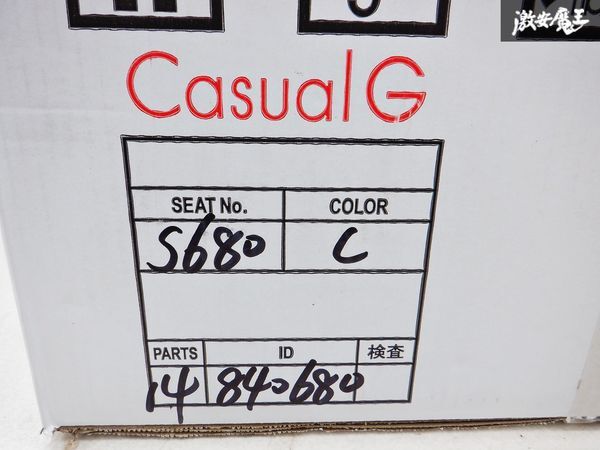 激安魔王
Casual G
SEAT No. COLOR
S680 C
PARTS ID 検査
14 840680